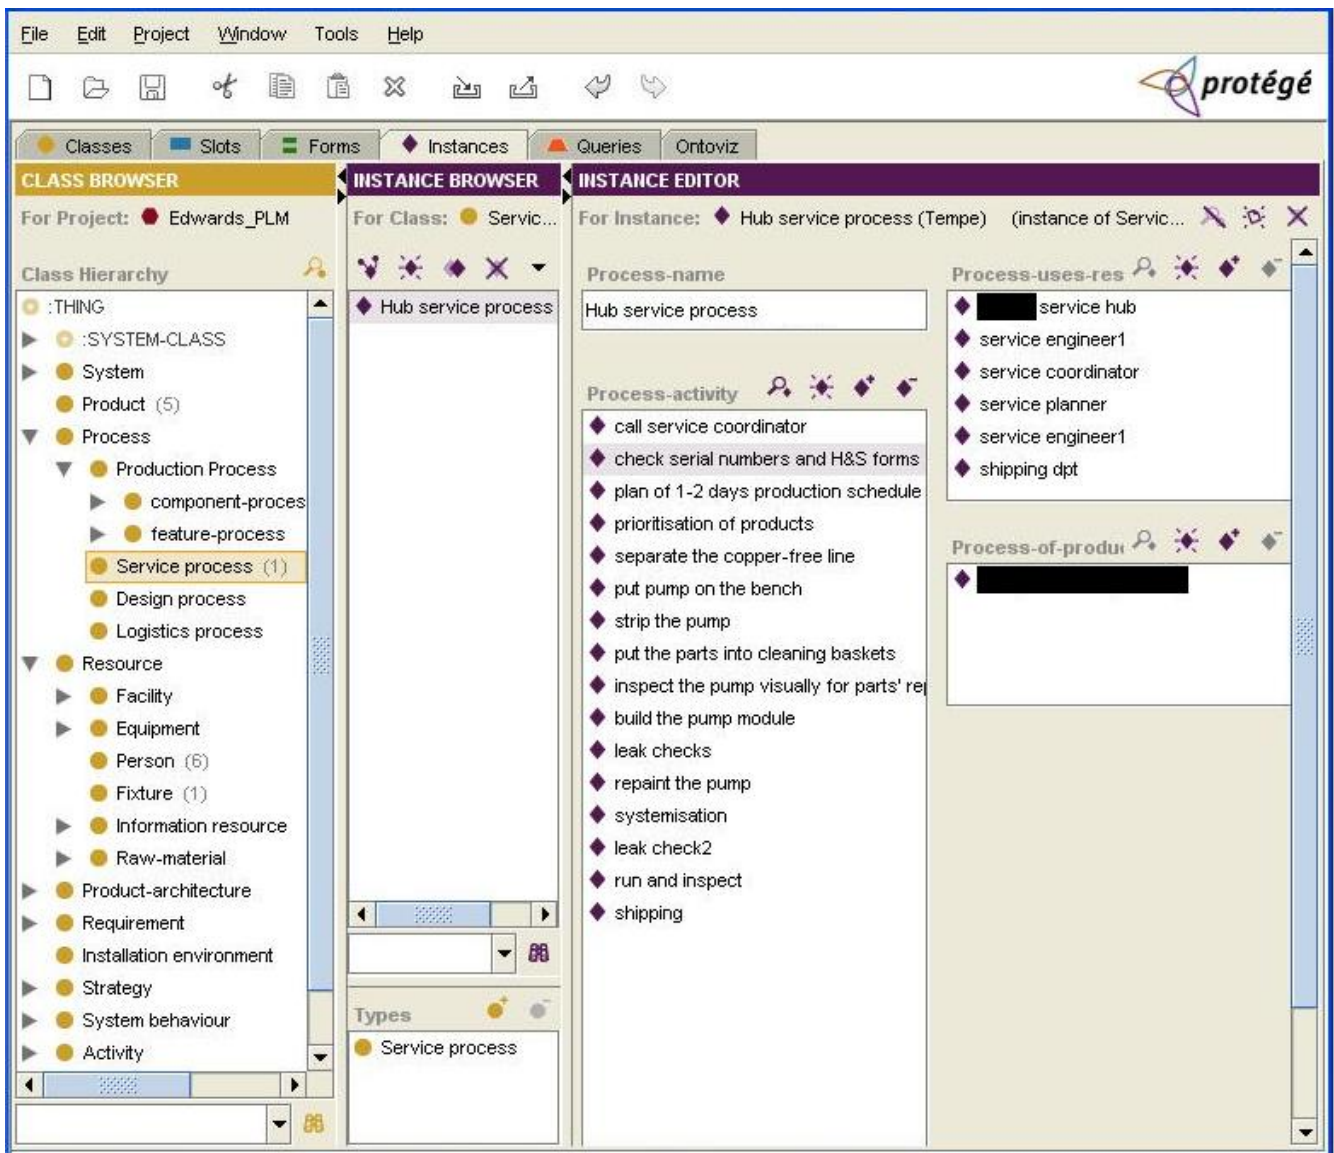 File Edit Project Window Tools Help
protégé
Classes Slots Forms Instances Queries Ontoviz
CLASS BROWSER
For Project: Edwards_PLM
Class Hierarchy
:THING
:SYSTEM-CLASS
System
Product (5)
Process
Production Process
component-proces
feature-process
Service process (1)
Design process
Logistics process
Resource
Facility
Equipment
Person (6)
Fixture (1)
Information resource
Raw-material
Product-architecture
Requirement
Installation environment
Strategy
System behaviour
Activity
INSTANCE BROWSER
For Class: Servic...
Hub service process
Types
Service process
INSTANCE EDITOR
For Instance: Hub service process (Tempe) (instance of Servic...
Process-name
Hub service process
Process-activity
call service coordinator
check serial numbers and H&S forms
plan of 1-2 days production schedule
prioritisation of products
separate the copper-free line
put pump on the bench
strip the pump
put the parts into cleaning baskets
inspect the pump visually for parts' rej
build the pump module
leak checks
repaint the pump
systemisation
leak check2
run and inspect
shipping
Process-uses-res
service hub
service engineer1
service coordinator
service planner
service engineer1
shipping dpt
Process-of-produc